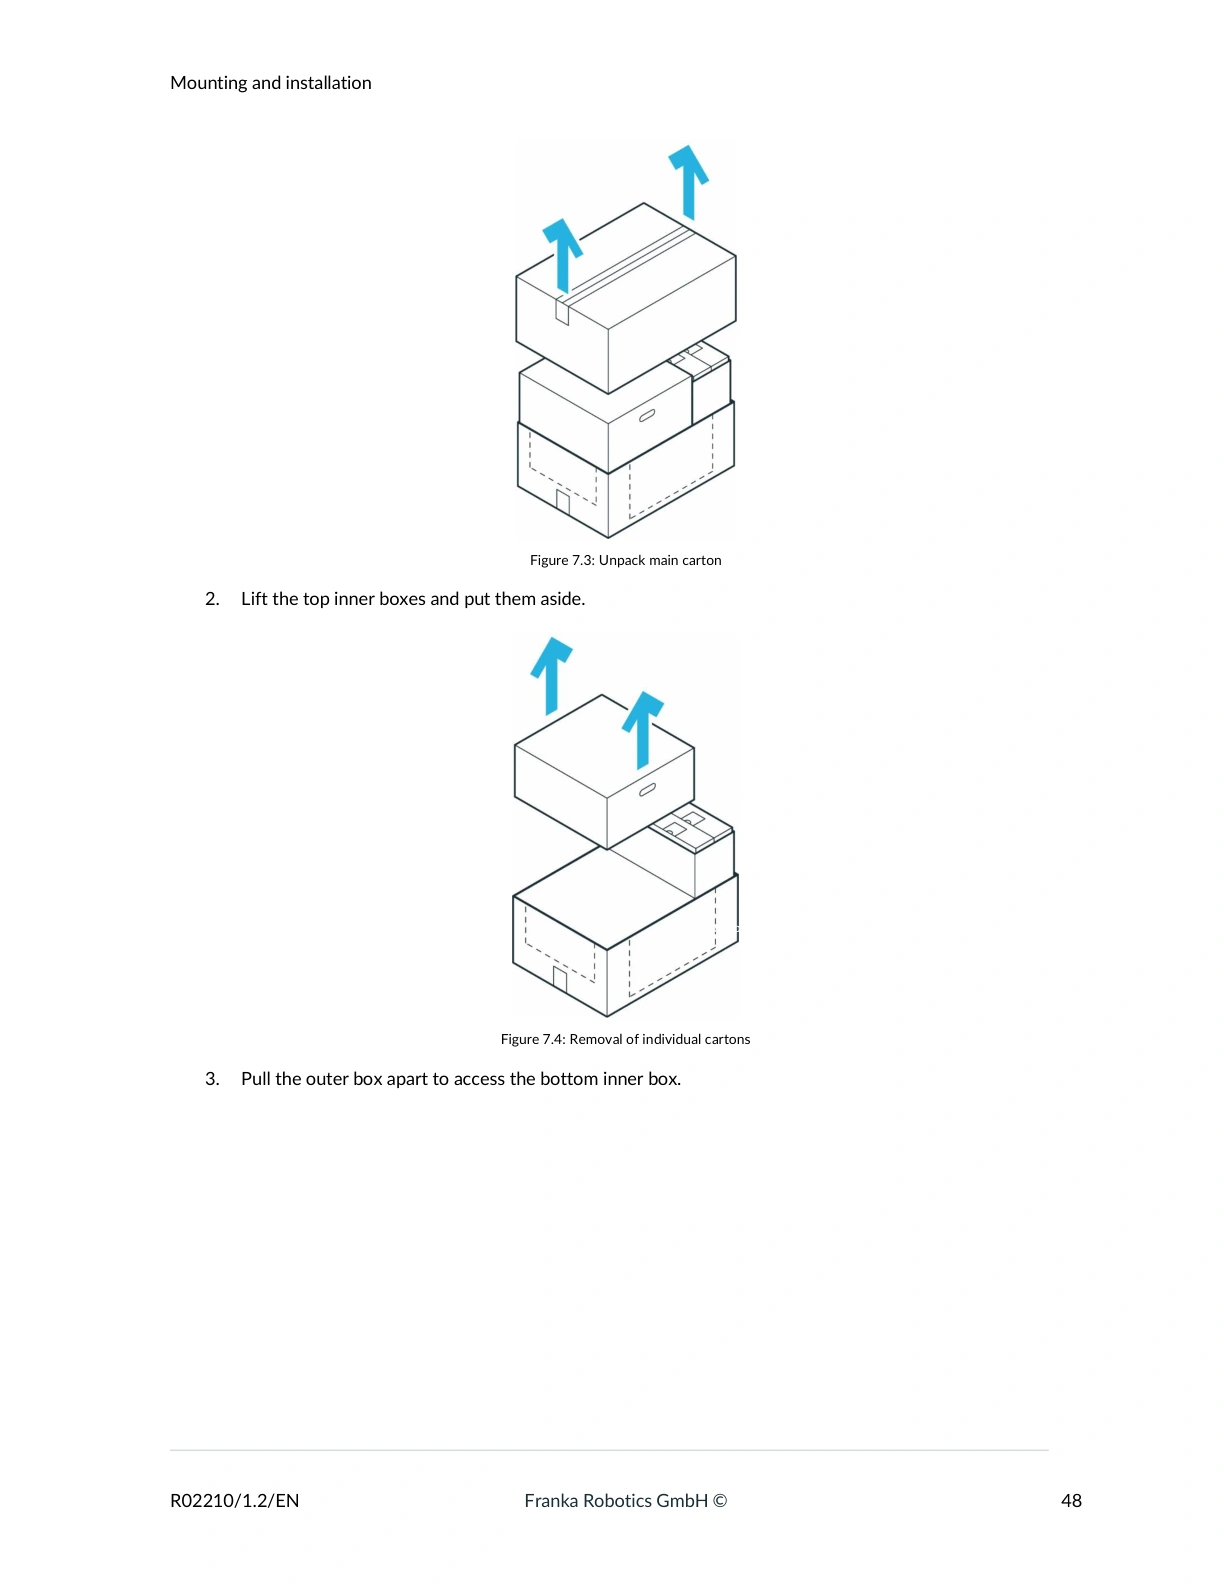 Mounting and installation
Figure 7.3: Unpack main carton
2. Lift the top inner boxes and put them aside.
Figure 7.4: Removal of individual cartons
3. Pull the outer box apart to access the bottom inner box.
R02210/1.2/EN Franka Robotics GmbH © 48